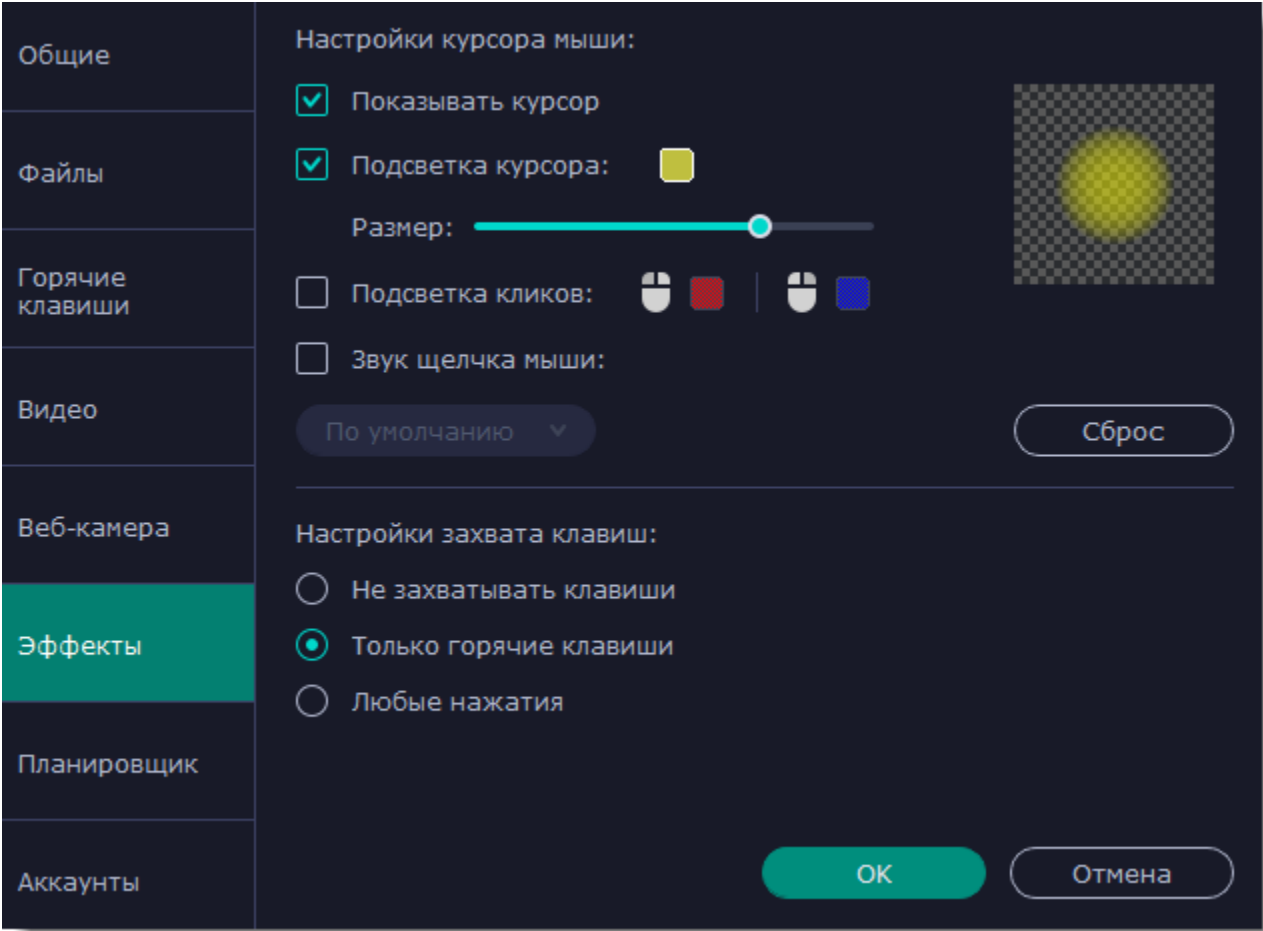 Общие
Файлы
Горячие
клавиши
Видео
Веб-камера
Эффекты
Планировщик
Аккаунты
Настройки курсора мыши:
Показывать курсор
Подсветка курсора:
Размер:
Подсветка кликов:
Звук щелчка мыши:
По умолчанию
Сброс
Настройки захвата клавиш:
Не захватывать клавиши
Только горячие клавиши
Любые нажатия
OK
Отмена